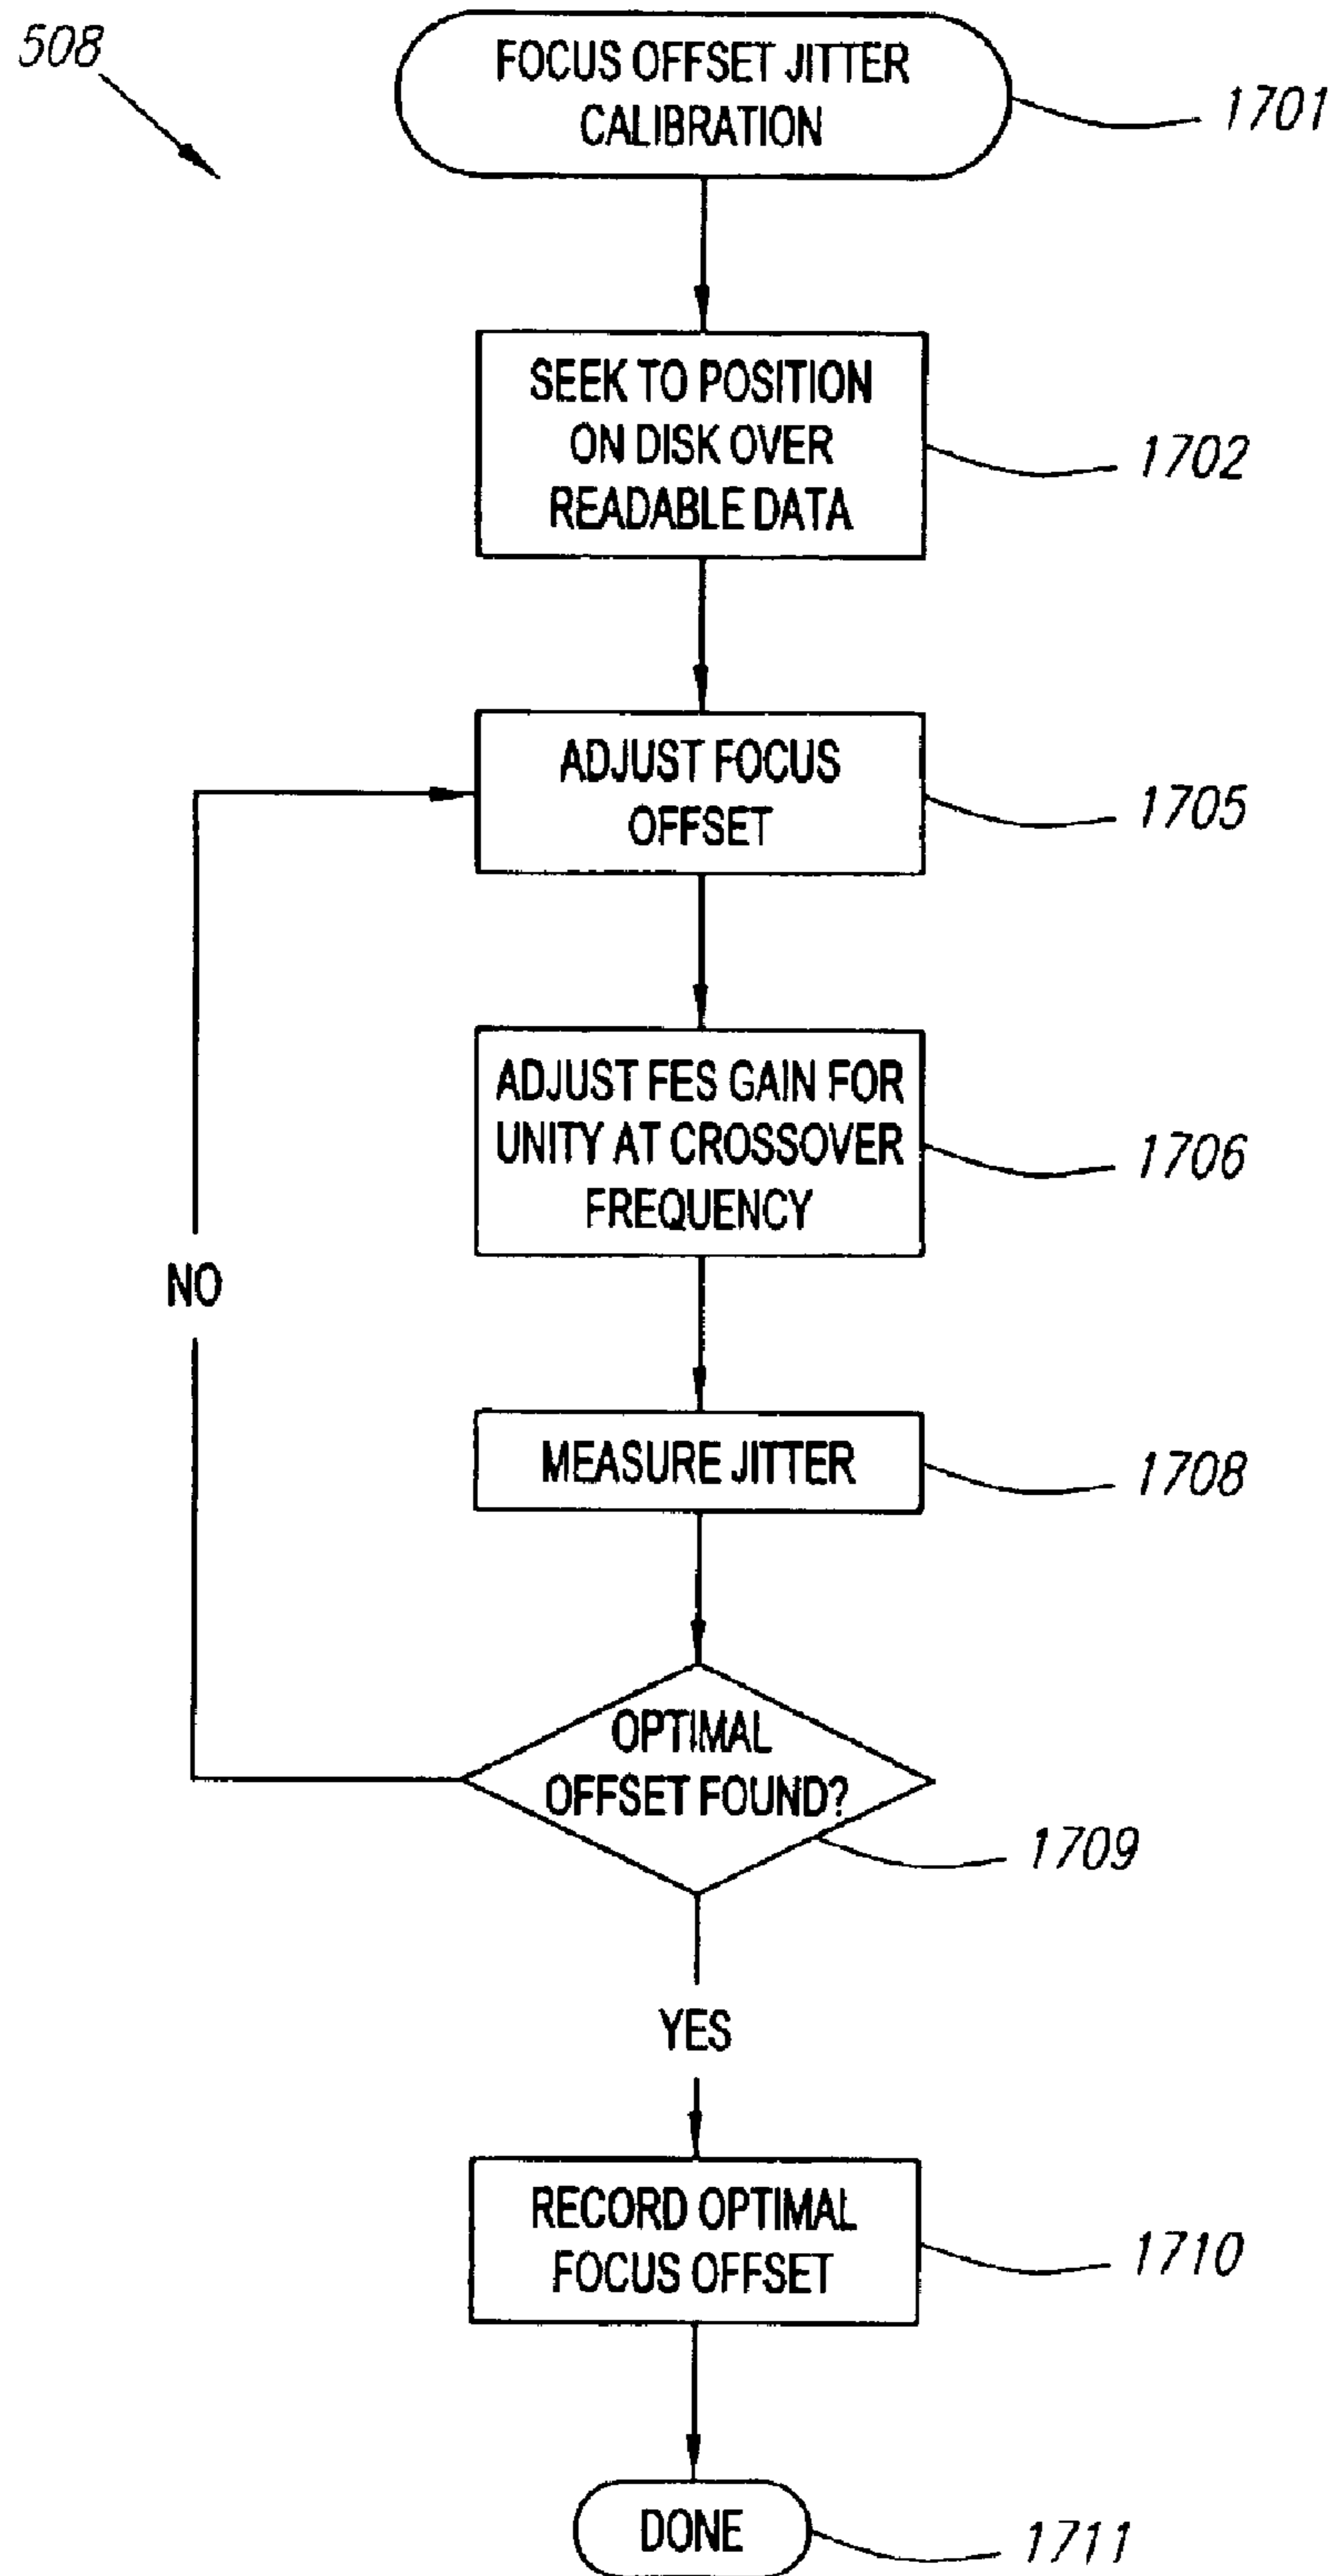 508
FOCUS OFFSET JITTER
CALIBRATION
1701
SEEK TO POSITION
ON DISK OVER
READABLE DATA
1702
ADJUST FOCUS
OFFSET
1705
ADJUST FES GAIN FOR
UNITY AT CROSSOVER
FREQUENCY
1706
NO
MEASURE JITTER
1708
OPTIMAL
OFFSET FOUND?
1709
YES
RECORD OPTIMAL
FOCUS OFFSET
1710
DONE
1711